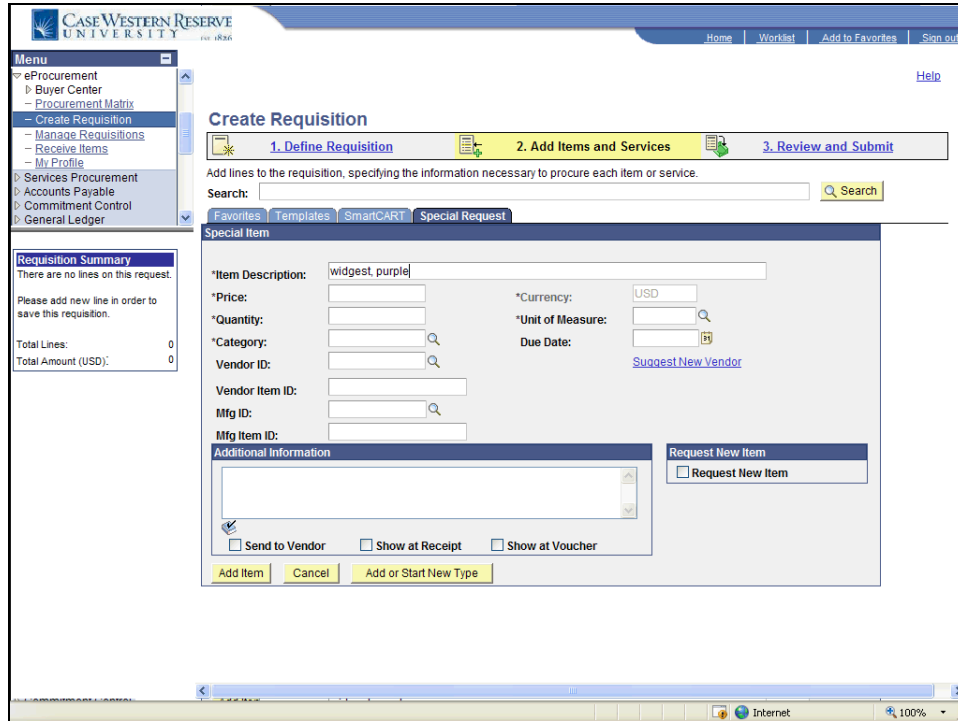 CASE WESTERN RESERVE
UNIVERSITY EST 1826
Home Worklist Add to Favorites Sign out
Menu
eProcurement
Buyer Center
– Procurement Matrix
– Create Requisition
– Manage Requisitions
– Receive Items
– My Profile
Services Procurement
Accounts Payable
Commitment Control
General Ledger
Requisition Summary
There are no lines on this request.
Please add new line in order to
save this requisition.
Total Lines: 0
Total Amount (USD): 0
Help
Create Requisition
1. Define Requisition 2. Add Items and Services 3. Review and Submit
Add lines to the requisition, specifying the information necessary to procure each item or service.
Search: Search
Favorites Templates SmartCART Special Request
Special Item
*Item Description: widgest, purple
*Price: *Currency: USD
*Quantity: *Unit of Measure:
*Category: Due Date: 31
Vendor ID: Suggest New Vendor
Vendor Item ID:
Mfg ID:
Mfg Item ID:
Additional Information Request New Item
Request New Item
Send to Vendor Show at Receipt Show at Voucher
Add Item Cancel Add or Start New Type
Internet 100%